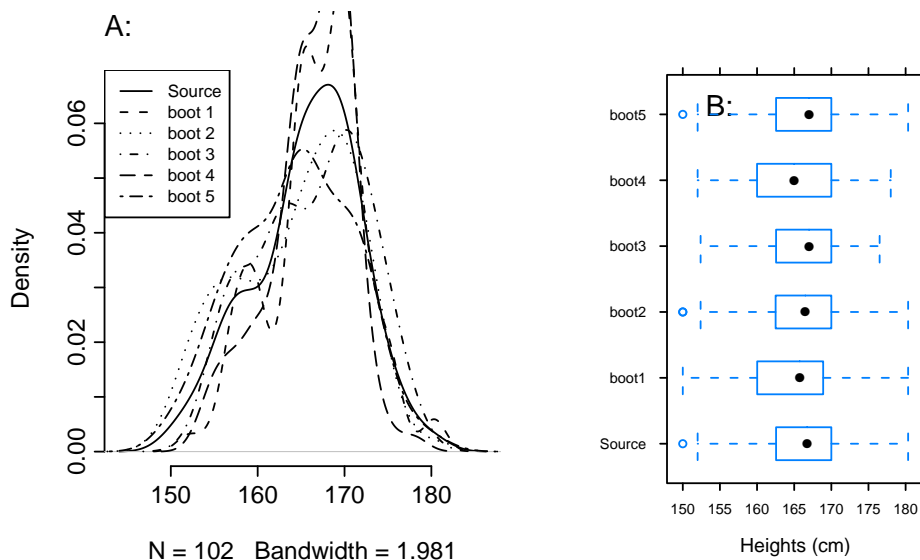 A:
Source
boot 1
boot 2
boot 3
boot 4
boot 5
Density
0.00
0.02
0.04
0.06
150 160 170 180
N = 102 Bandwidth = 1.981
B:
boot5
boot4
boot3
boot2
boot1
Source
150 155 160 165 170 175 180
Heights (cm)